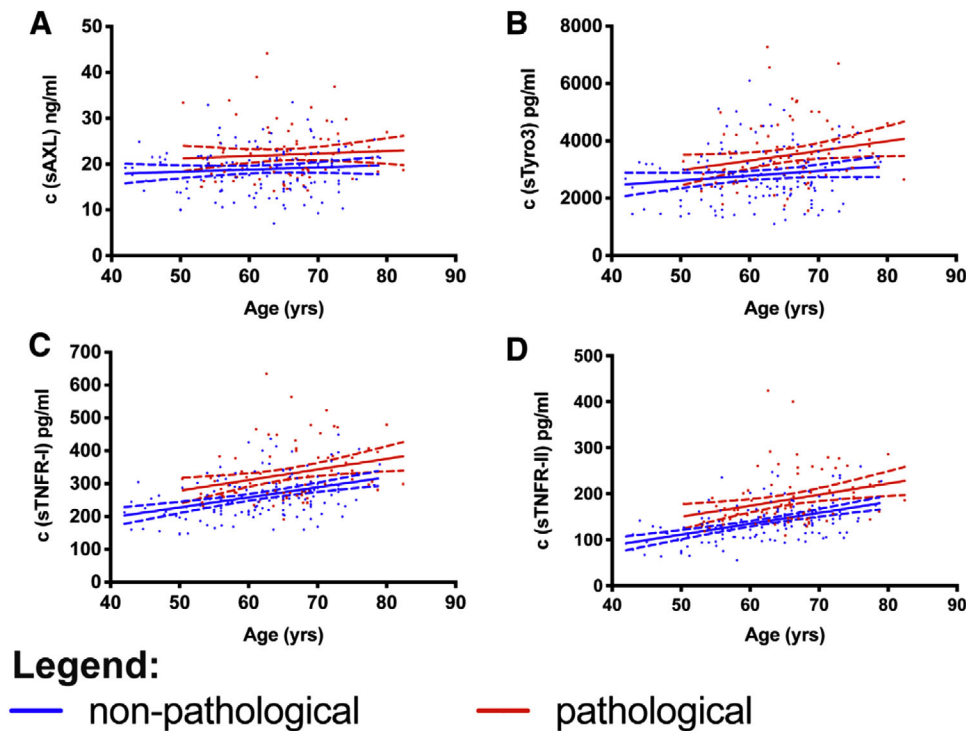 A
c (sAXL) ng/ml
50
40
30
20
10
0
40 50 60 70 80 90
Age (yrs)
B
c (sTyro3) pg/ml
8000
6000
4000
2000
0
40 50 60 70 80 90
Age (yrs)
C
c (sTNFR-I) pg/ml
700
600
500
400
300
200
100
0
40 50 60 70 80 90
Age (yrs)
D
c (sTNFR-II) pg/ml
500
400
300
200
100
0
40 50 60 70 80 90
Age (yrs)
Legend:
non-pathological pathological